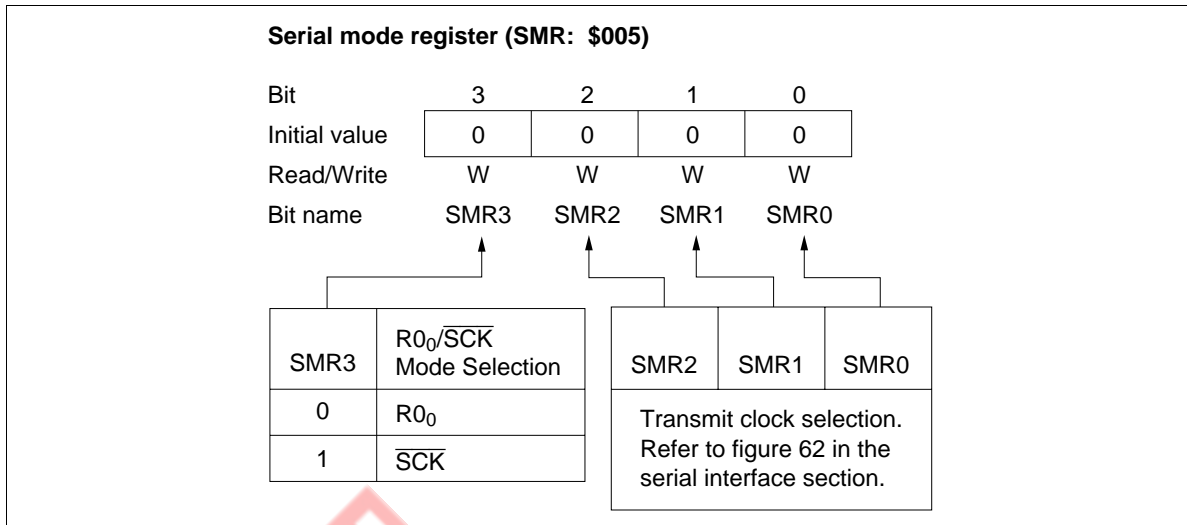 Serial mode register (SMR: $005)
Bit 3 2 1 0
Initial value 0 0 0 0
Read/Write W W W W
Bit name SMR3 SMR2 SMR1 SMR0
SMR3 R0₀/S̅C̅K̅ Mode Selection
0 R0₀
1 S̅C̅K̅
SMR2 SMR1 SMR0
Transmit clock selection.
Refer to figure 62 in the
serial interface section.